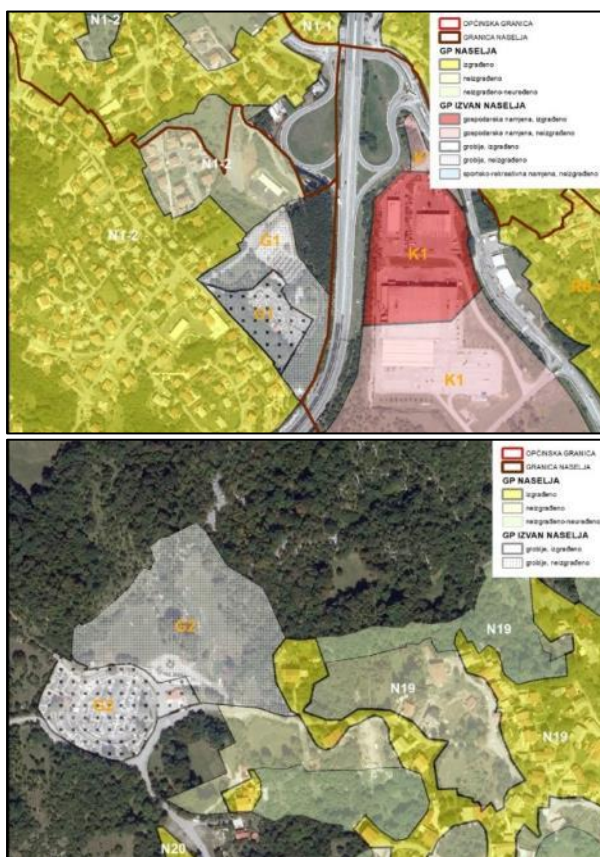 N1-2
N1-1
OPĆINSKA GRANICA
GRANICA NASELJA
GP NASELJA
izgrađeno
neizgrađeno
neizgrađeno-neuređeno
GP IZVAN NASELJA
gospodarska namjena, izgrađeno
gospodarska namjena, neizgrađeno
groblje, izgrađeno
groblje, neizgrađeno
sportsko-rekreativna namjena, neizgrađeno
N1-2
N1-2
G1
G1
K1
K1
OPĆINSKA GRANICA
GRANICA NASELJA
GP NASELJA
izgrađeno
neizgrađeno
neizgrađeno-neuređeno
GP IZVAN NASELJA
groblje, izgrađeno
groblje, neizgrađeno
G2
N19
N19
G2
N19
N20